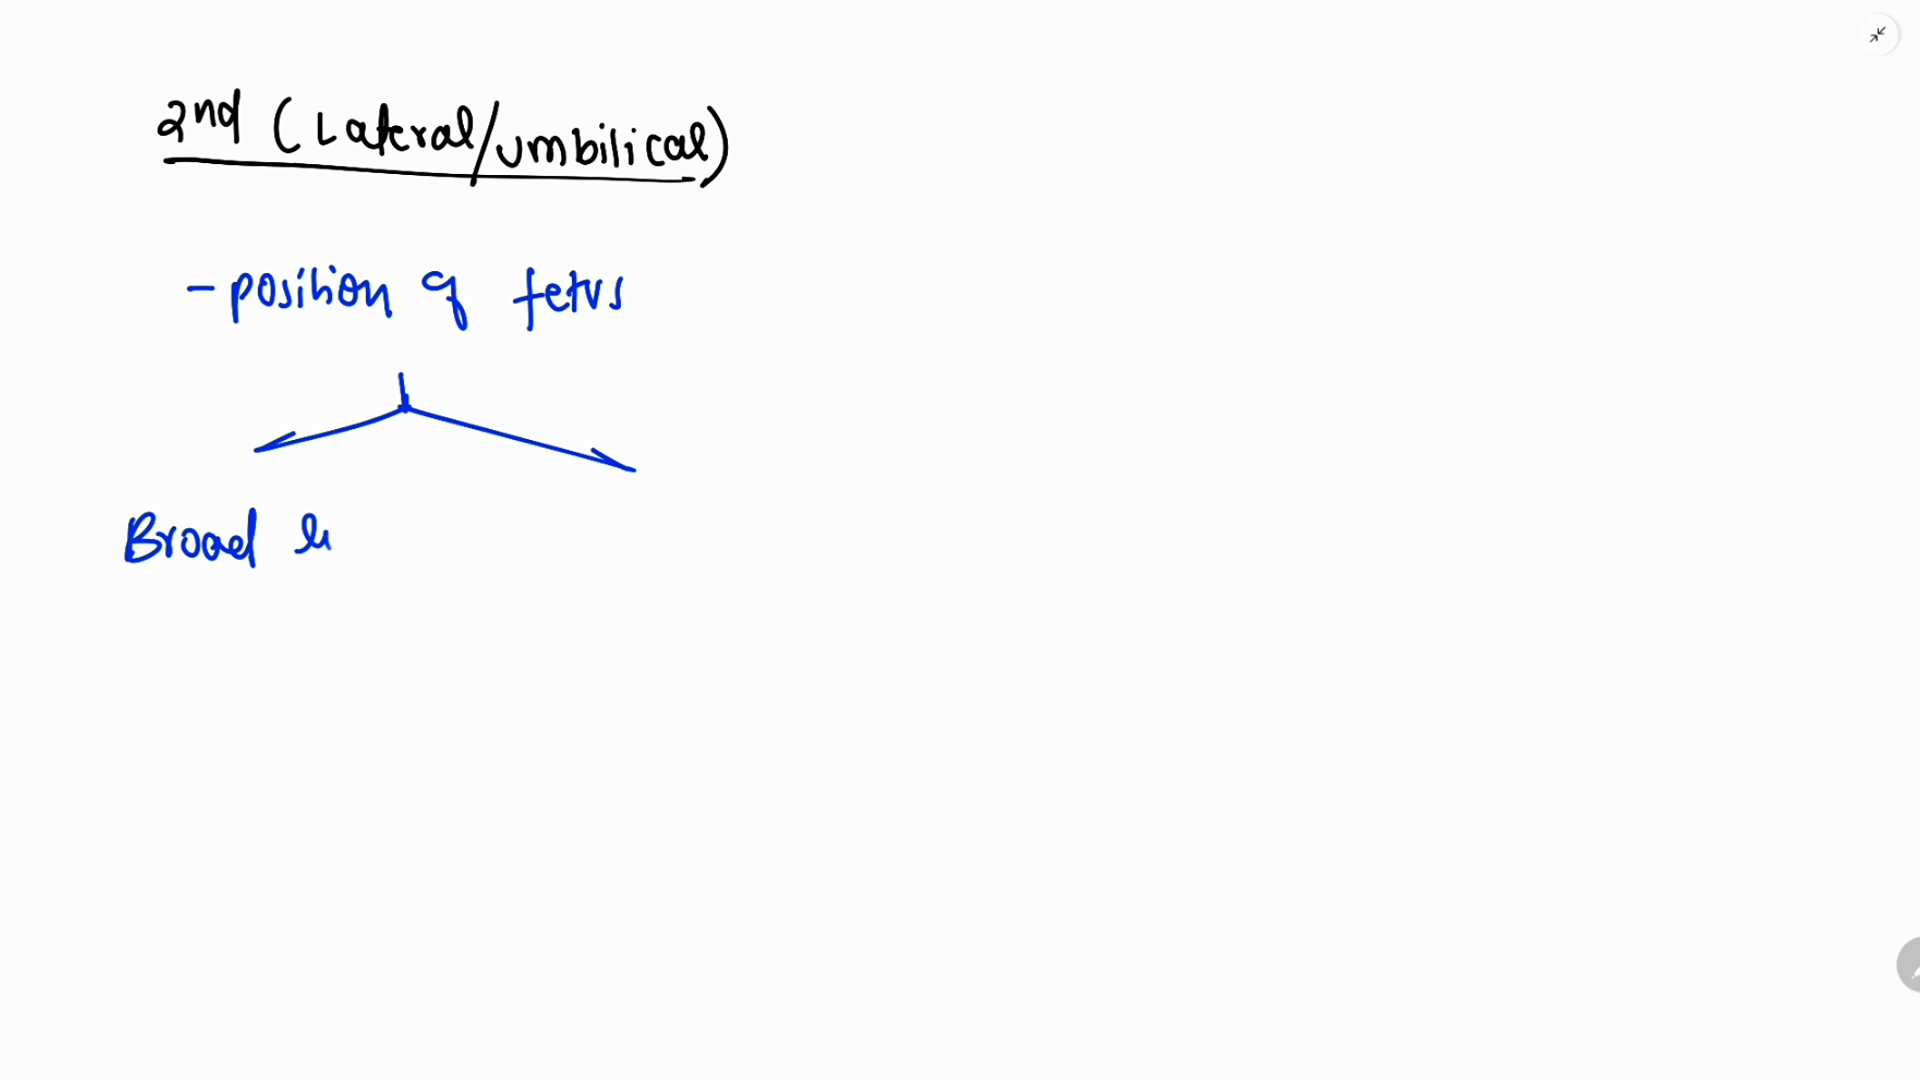 2nd (Lateral/umbilical)
- position of fetus
Broad